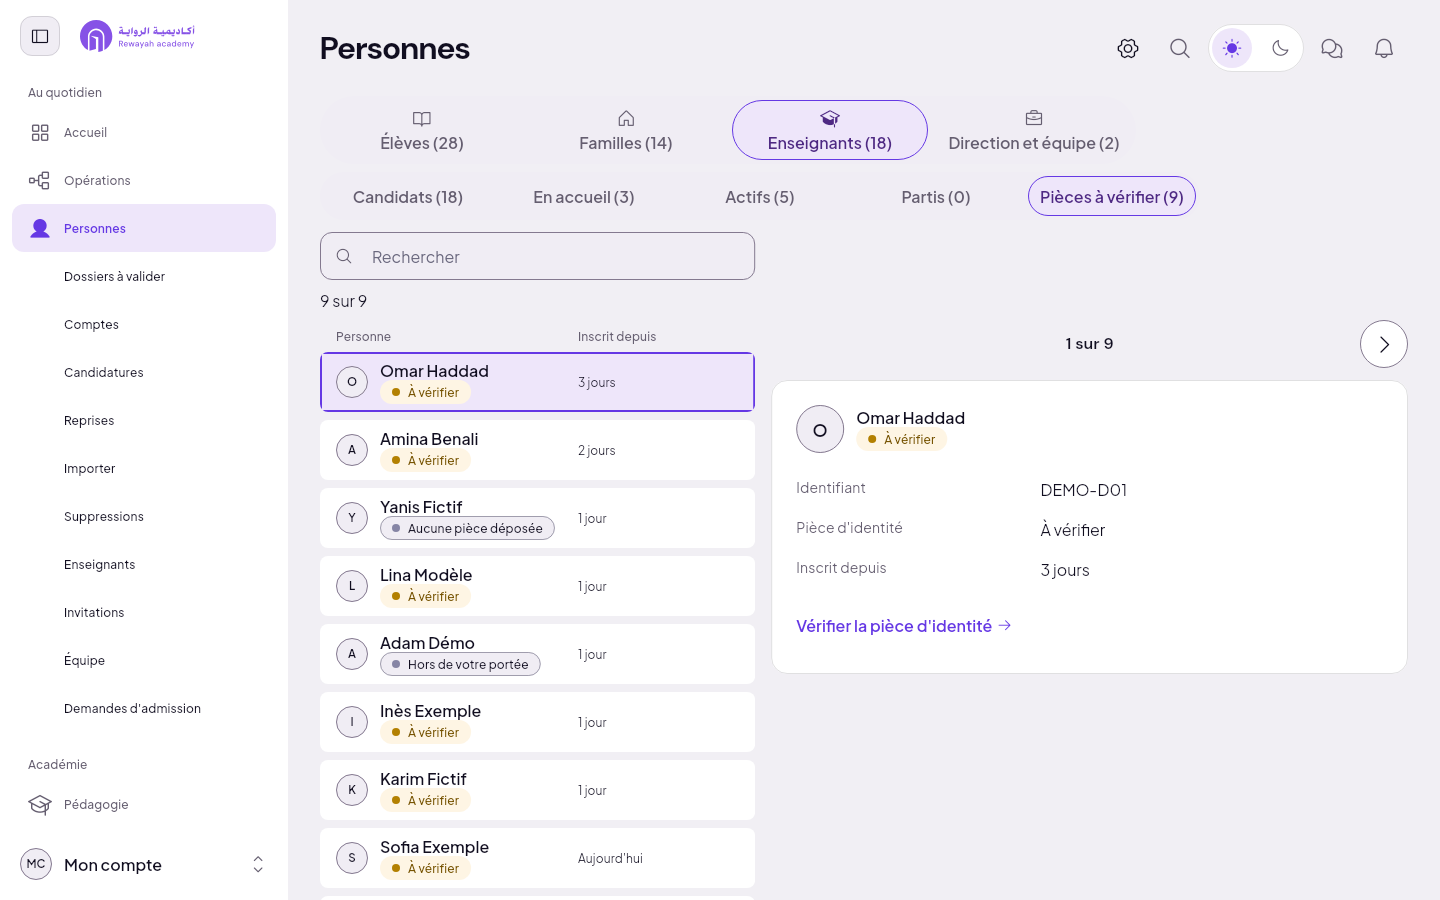 أكاديمية الرواية
Rewayah academy
Au quotidien
Accueil
Opérations
Personnes
Dossiers à valider
Comptes
Candidatures
Reprises
Importer
Suppressions
Enseignants
Invitations
Équipe
Demandes d'admission
Académie
Pédagogie
MC Mon compte
Personnes
Élèves (28) Familles (14) Enseignants (18) Direction et équipe (2)
Candidats (18) En accueil (3) Actifs (5) Partis (0) Pièces à vérifier (9)
Rechercher
9 sur 9
Personne Inscrit depuis
O Omar Haddad
À vérifier
3 jours
A Amina Benali
À vérifier
2 jours
Y Yanis Fictif
Aucune pièce déposée
1 jour
L Lina Modèle
À vérifier
1 jour
A Adam Démo
Hors de votre portée
1 jour
I Inès Exemple
À vérifier
1 jour
K Karim Fictif
À vérifier
1 jour
S Sofia Exemple
À vérifier
Aujourd'hui
1 sur 9
O Omar Haddad
À vérifier
Identifiant DEMO-D01
Pièce d'identité À vérifier
Inscrit depuis 3 jours
Vérifier la pièce d'identité